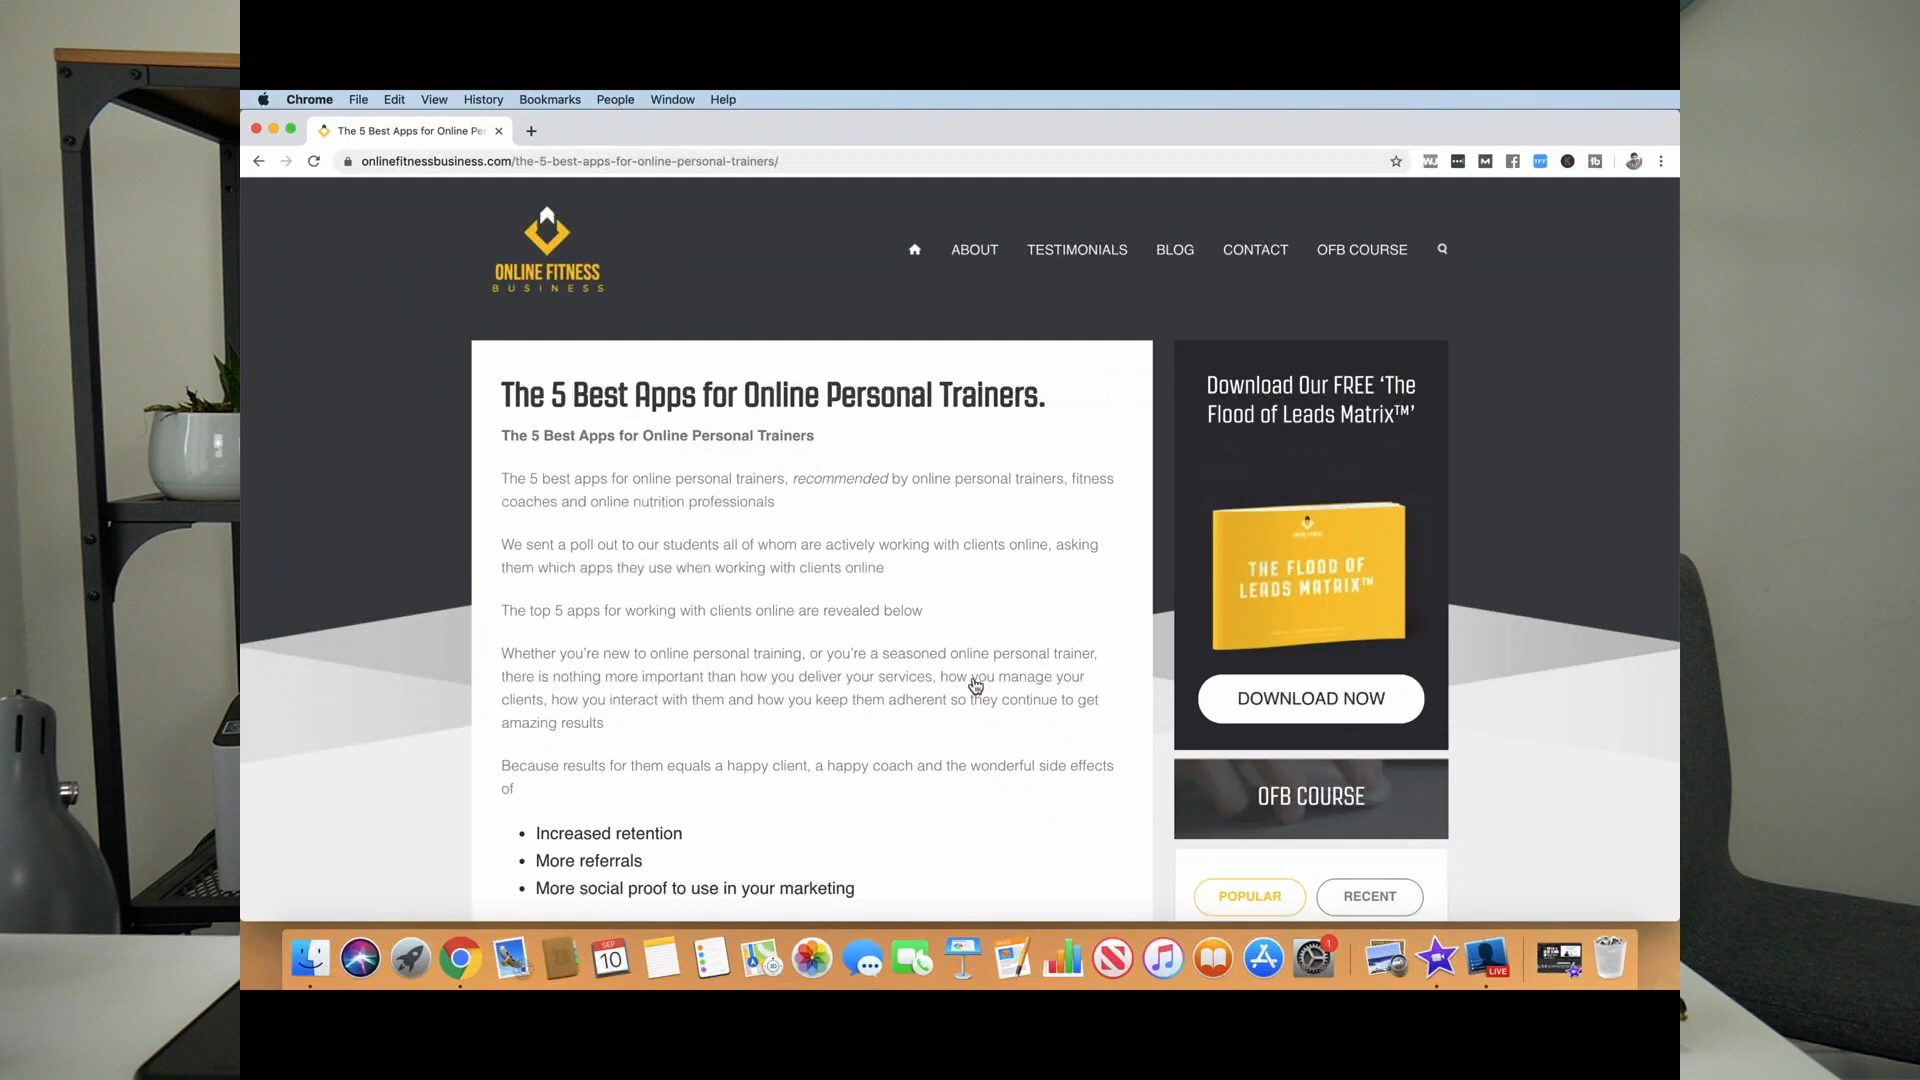 Chrome File Edit View History Bookmarks People Window Help
The 5 Best Apps for Online Per
onlinefitnessbusiness.com/the-5-best-apps-for-online-personal-trainers/
ONLINE FITNESS
BUSINESS
ABOUT TESTIMONIALS BLOG CONTACT OFB COURSE
The 5 Best Apps for Online Personal Trainers.
The 5 Best Apps for Online Personal Trainers
The 5 best apps for online personal trainers, recommended by online personal trainers, fitness
coaches and online nutrition professionals
We sent a poll out to our students all of whom are actively working with clients online, asking
them which apps they use when working with clients online
The top 5 apps for working with clients online are revealed below
Whether you're new to online personal training, or you're a seasoned online personal trainer,
there is nothing more important than how you deliver your services, how you manage your
clients, how you interact with them and how you keep them adherent so they continue to get
amazing results
Because results for them equals a happy client, a happy coach and the wonderful side effects
of
• Increased retention
• More referrals
• More social proof to use in your marketing
Download Our FREE ‘The
Flood of Leads Matrix™’
THE FLOOD OF
LEADS MATRIX™
DOWNLOAD NOW
OFB COURSE
POPULAR RECENT
SEP
10
1
LIVE